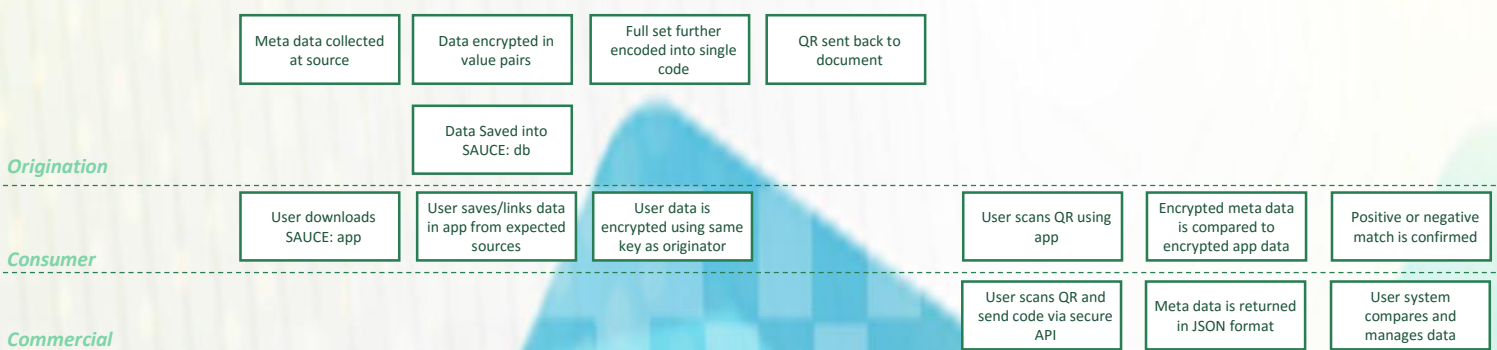 Meta data collected
at source
Data encrypted in
value pairs
Full set further
encoded into single
code
QR sent back to
document
Data Saved into
SAUCE: db
Origination
User downloads
SAUCE: app
User saves/links data
in app from expected
sources
User data is
encrypted using same
key as originator
User scans QR using
app
Encrypted meta data
is compared to
encrypted app data
Positive or negative
match is confirmed
Consumer
User scans QR and
send code via secure
API
Meta data is returned
in JSON format
User system
compares and
manages data
Commercial